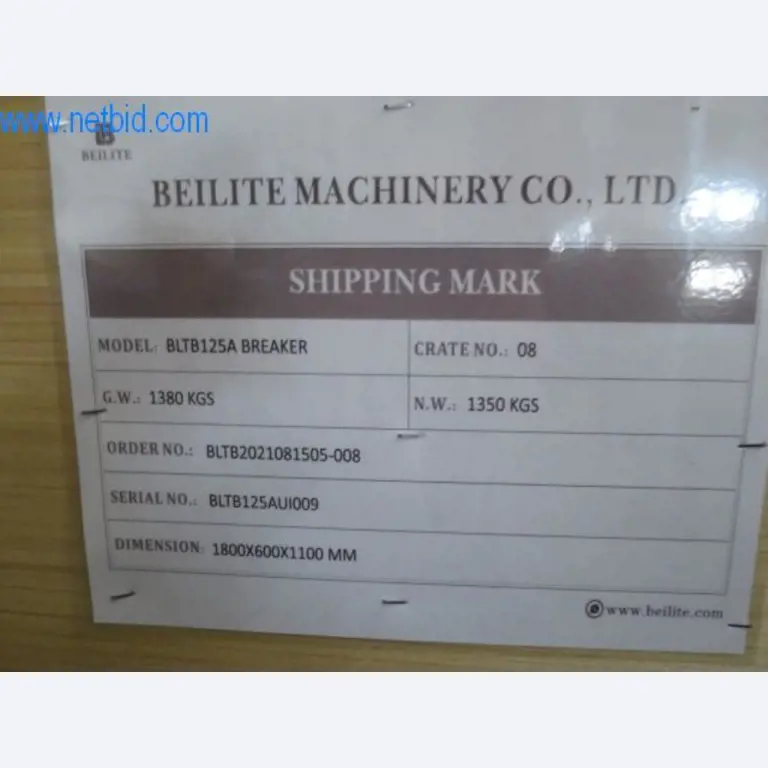 www.netbid.com
BEILITE
BEILITE MACHINERY CO., LTD.
SHIPPING MARK
MODEL: BLTB125A BREAKER
CRATE NO.: 08
G.W.: 1380 KGS
N.W.: 1350 KGS
ORDER NO.: BLTB2021081505-008
SERIAL NO.: BLTB125AUI009
DIMENSION: 1800X600X1100 MM
www.beilite.com